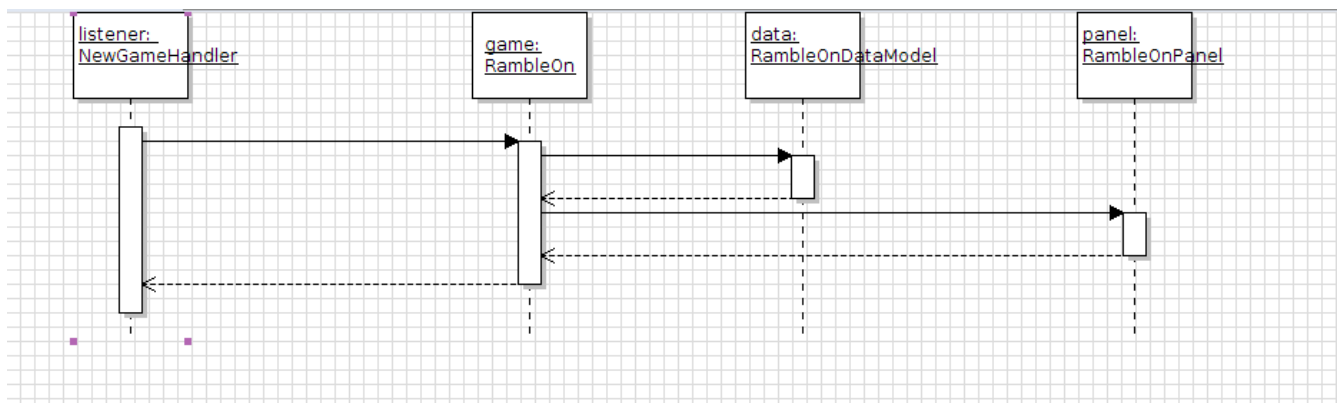 listener:
NewGameHandler
game:
RambleOn
data:
RambleOnDataModel
panel:
RambleOnPanel